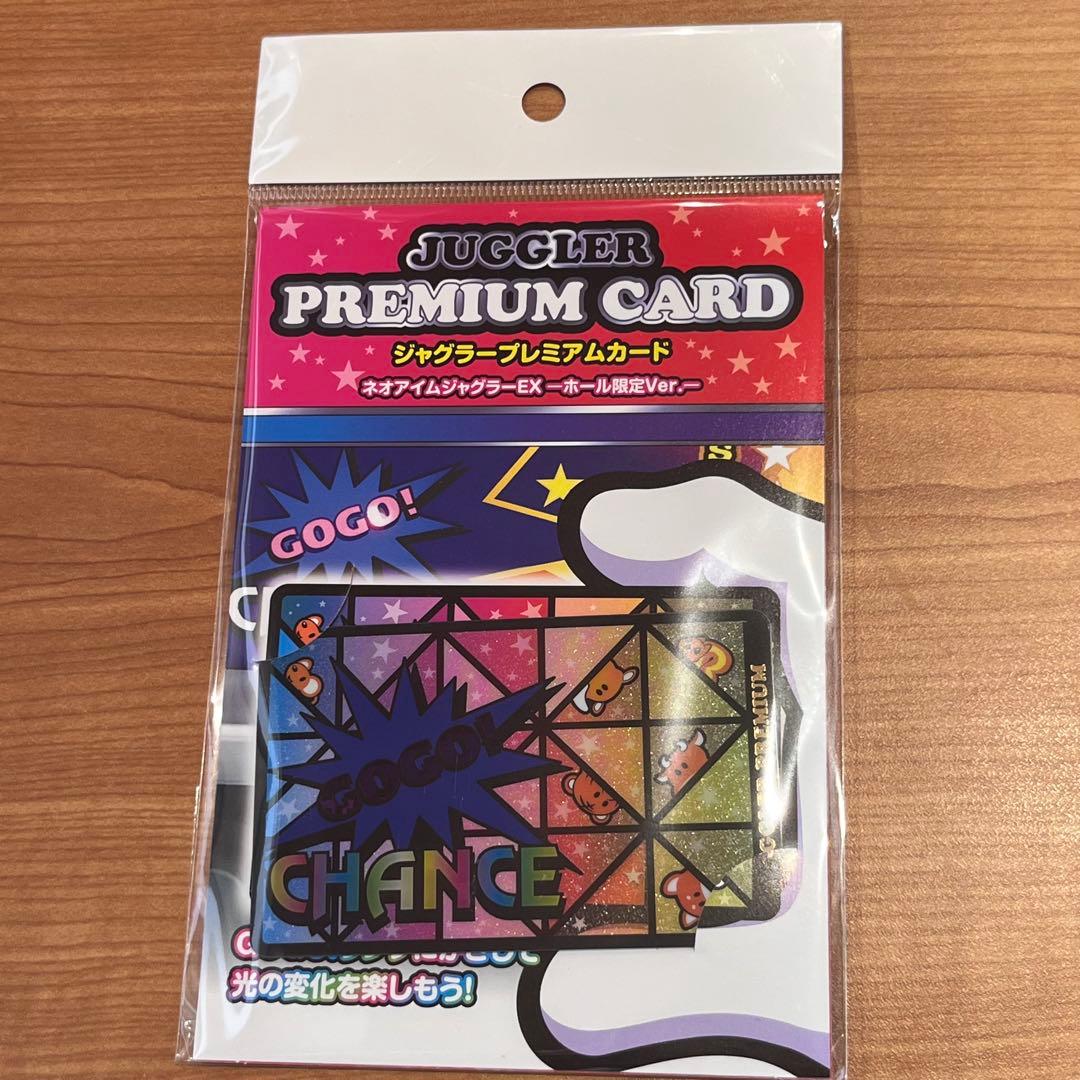 JUGGLER
PREMIUM CARD
ジャグラープレミアムカード
ネオアイムジャグラーEX ーホール限定Ver.ー
S
GOGO!
C
GOGO!
CHANCE
PREMIUM
光の変化を楽しもう!